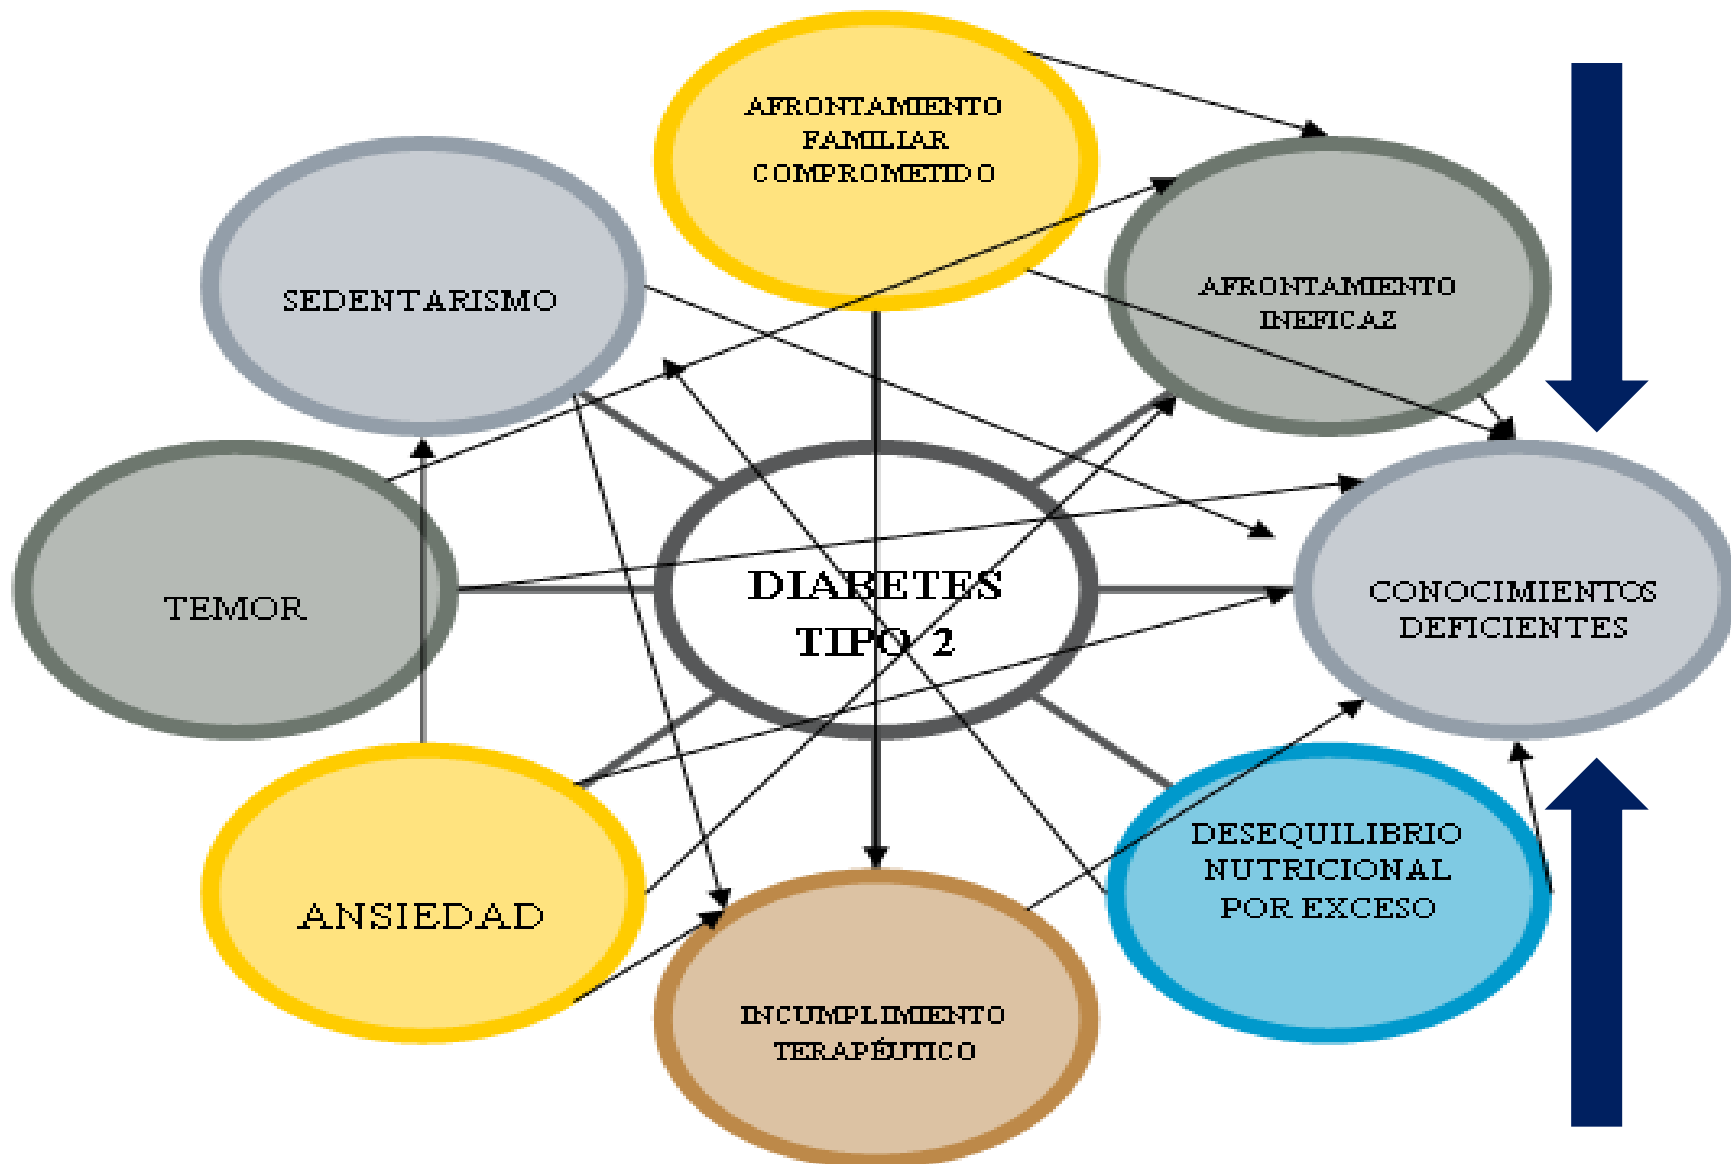 AFRONTAMIENTO
FAMILIAR
COMPROMETIDO
SEDENTARISMO
AFRONTAMIENTO
INEFICAZ
TEMOR
DIABETES
TIPO 2
CONOCIMIENTOS
DEFICIENTES
ANSIEDAD
DESEQUILIBRIO
NUTRICIONAL
POR EXCESO
INCUMPLIMIENTO
TERAPÉUTICO